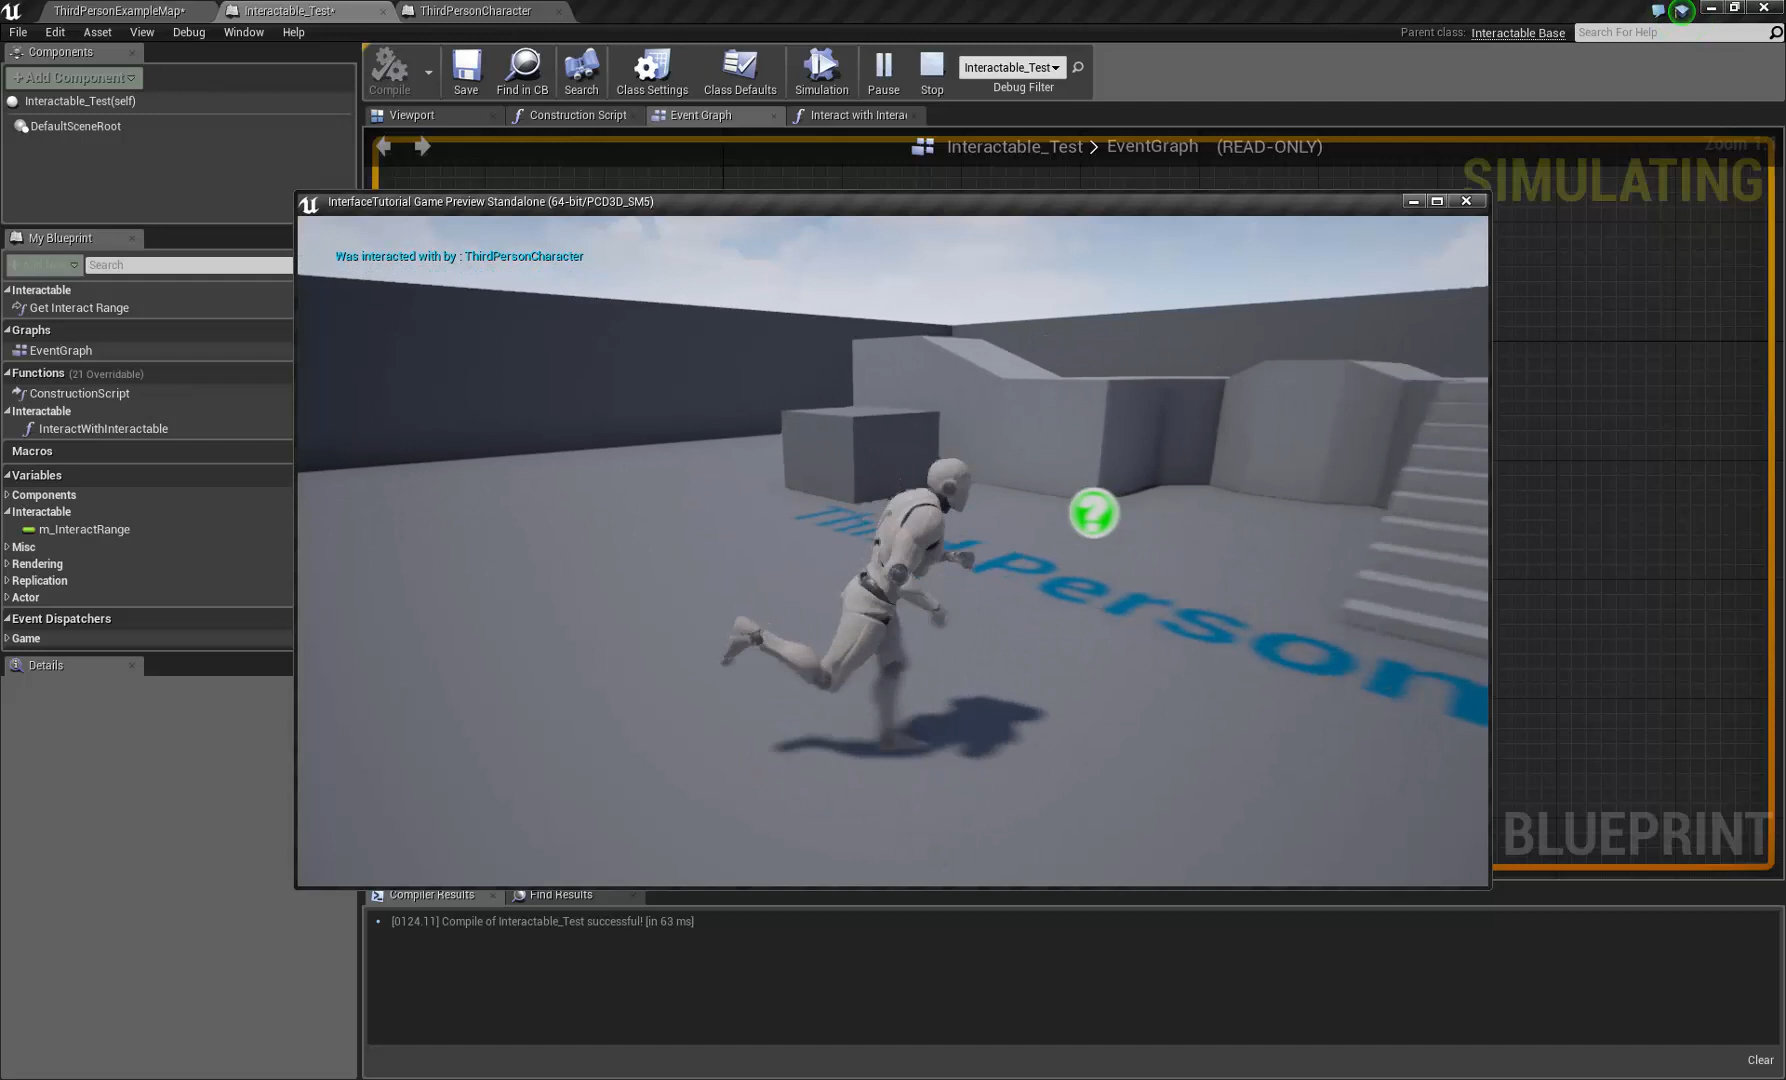 ThirdPersonExampleMap*
Interactable_Test*
ThirdPersonCharacter
File Edit Asset View Debug Window Help
Parent class: Interactable Base
Search For Help
Components
+Add Component
Interactable_Test(self)
DefaultSceneRoot
Compile
Save
Find in CB
Search
Class Settings
Class Defaults
Simulation
Pause
Stop
Interactable_Test
Debug Filter
Viewport
Construction Script
Event Graph
Interact with Intera
Interactable_Test > EventGraph (READ-ONLY)
SIMULATING
InterfaceTutorial Game Preview Standalone (64-bit/PCD3D_SM5)
Was interacted with by : ThirdPersonCharacter
Third Person
?
My Blueprint
Search
Interactable
Get Interact Range
Graphs
EventGraph
Functions (21 Overridable)
ConstructionScript
Interactable
InteractWithInteractable
Macros
Variables
Components
Interactable
m_InteractRange
Misc
Rendering
Replication
Actor
Event Dispatchers
Game
Details
BLUEPRINT
Compiler Results
Find Results
[0124.11] Compile of Interactable_Test successful! [in 63 ms]
Clear